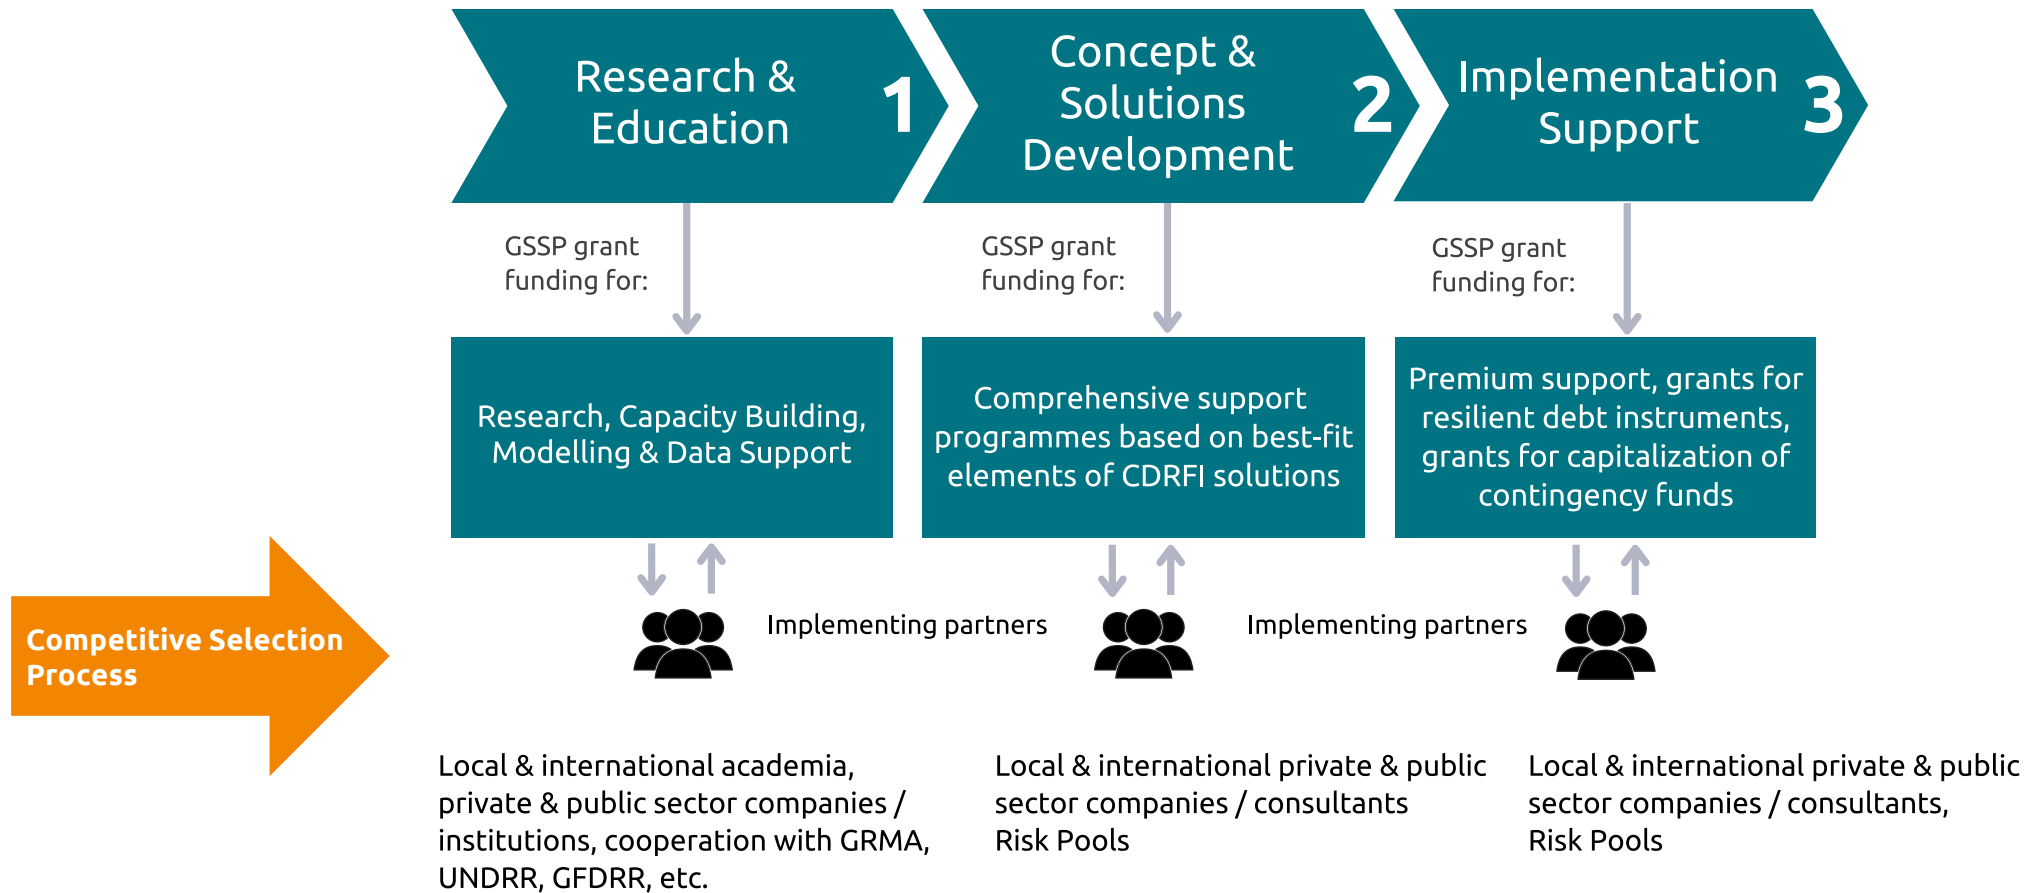 Research &
Education
1
Concept &
Solutions
Development
2
Implementation
Support
3
GSSP grant
funding for:
GSSP grant
funding for:
GSSP grant
funding for:
Research, Capacity Building,
Modelling & Data Support
Comprehensive support
programmes based on best-fit
elements of CDRFI solutions
Premium support, grants for
resilient debt instruments,
grants for capitalization of
contingency funds
Competitive Selection
Process
Implementing partners
Implementing partners
Local & international academia,
private & public sector companies /
institutions, cooperation with GRMA,
UNDRR, GFDRR, etc.
Local & international private & public
sector companies / consultants
Risk Pools
Local & international private & public
sector companies / consultants,
Risk Pools